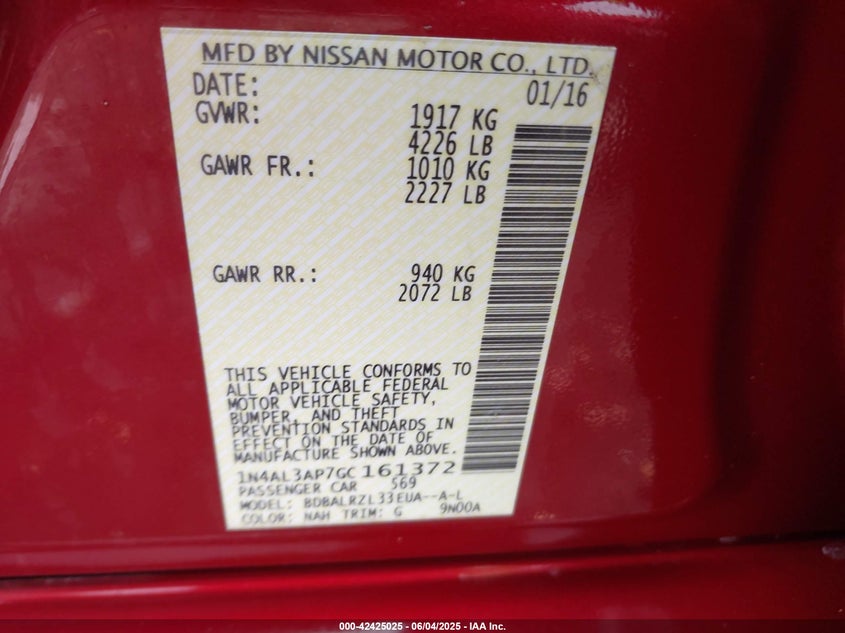 MFD BY NISSAN MOTOR CO., LTD.
DATE: 01/16
GVWR: 1917 KG
4226 LB
GAWR FR.: 1010 KG
2227 LB
GAWR RR.: 940 KG
2072 LB
THIS VEHICLE CONFORMS TO
ALL APPLICABLE FEDERAL
MOTOR VEHICLE SAFETY,
BUMPER, AND THEFT
PREVENTION STANDARDS IN
EFFECT ON THE DATE OF
MANUFACTURE SHOWN ABOVE.
1N4AL3AP7GC161372
PASSENGER CAR 569
MODEL: BDBALRZL33EUA--A-L
COLOR: NAH TRIM: G 9N00A
000-42425025 - 06/04/2025 - IAA Inc.